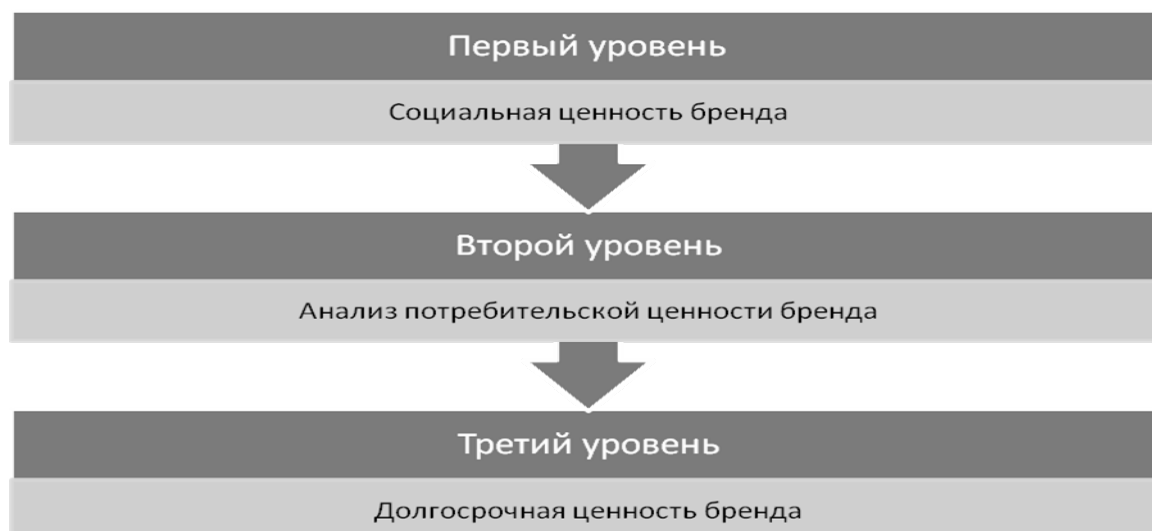 Первый уровень
Социальная ценность бренда
Второй уровень
Анализ потребительской ценности бренда
Третий уровень
Долгосрочная ценность бренда